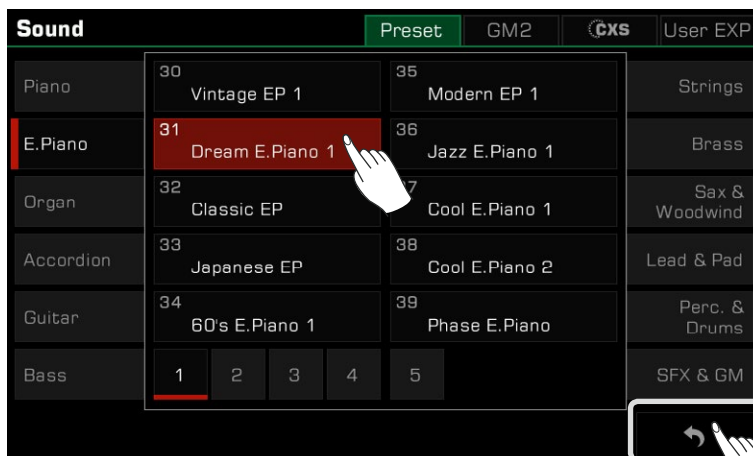 Sound
Preset
GM2
CXS
User EXP
Piano
E.Piano
Organ
Accordion
Guitar
Bass
30
Vintage EP 1
35
Modern EP 1
31
Dream E.Piano 1
36
Jazz E.Piano 1
32
Classic EP
Cool E.Piano 1
33
Japanese EP
38
Cool E.Piano 2
34
60's E.Piano 1
39
Phase E.Piano
1
2
3
4
5
Strings
Brass
Sax &
Woodwind
Lead & Pad
Perc. &
Drums
SFX & GM